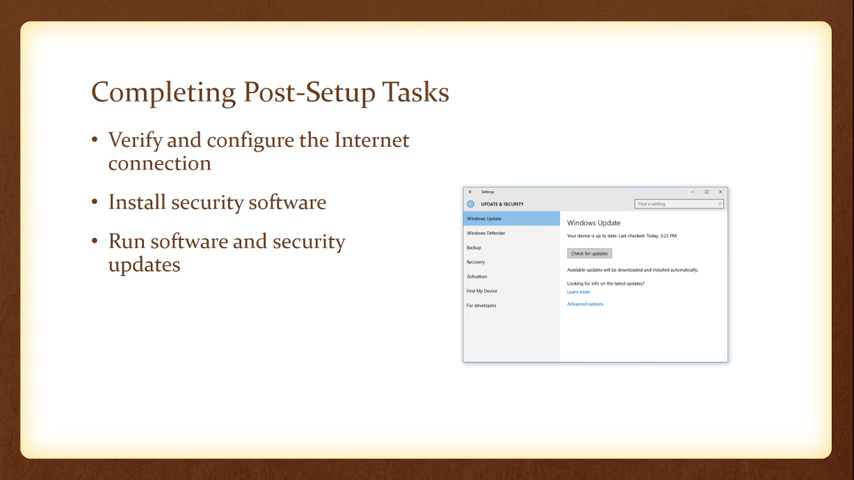 Completing Post-Setup Tasks
• Verify and configure the Internet
connection
• Install security software
• Run software and security
updates
Settings
UPDATE & SECURITY
Find a setting
Windows Update
Windows Defender
Backup
Recovery
Activation
Find My Device
For developers
Windows Update
Your device is up to date. Last checked: Today, 3:23 PM
Check for updates
Available updates will be downloaded and installed automatically.
Looking for info on the latest updates?
Learn more
Advanced options